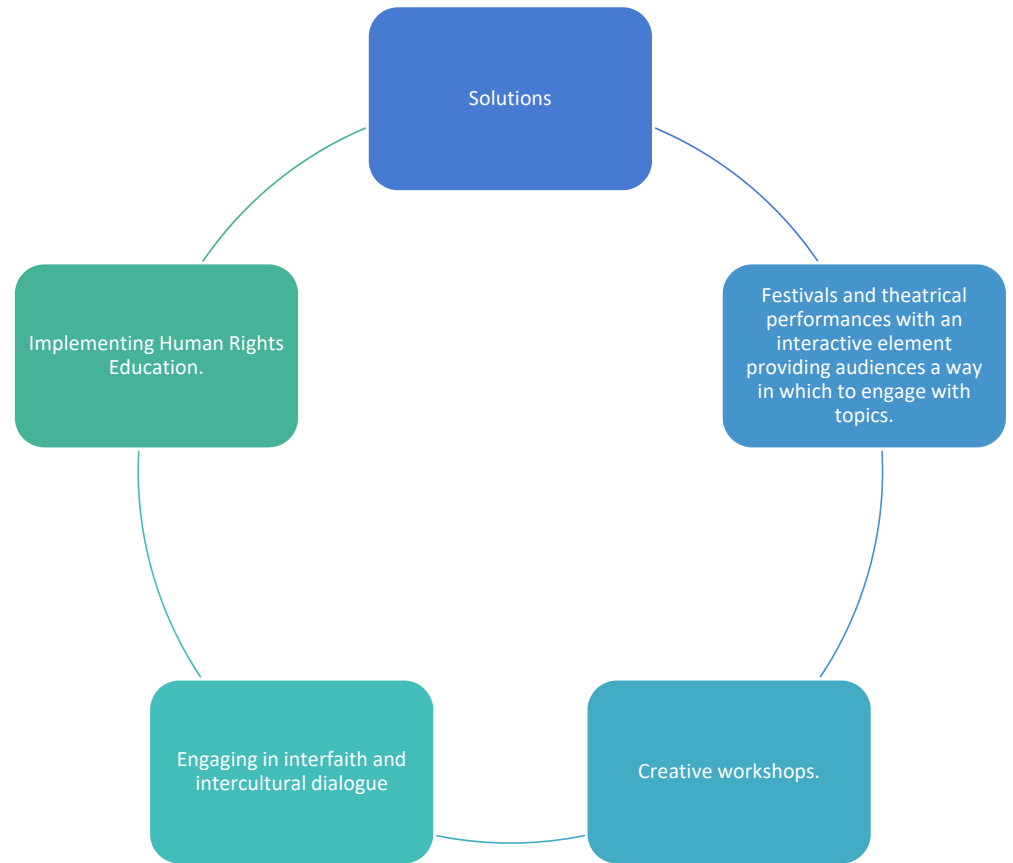 Solutions
Festivals and theatrical
performances with an
interactive element
providing audiences a way
in which to engage with
topics.
Creative workshops.
Engaging in interfaith and
intercultural dialogue
Implementing Human Rights
Education.